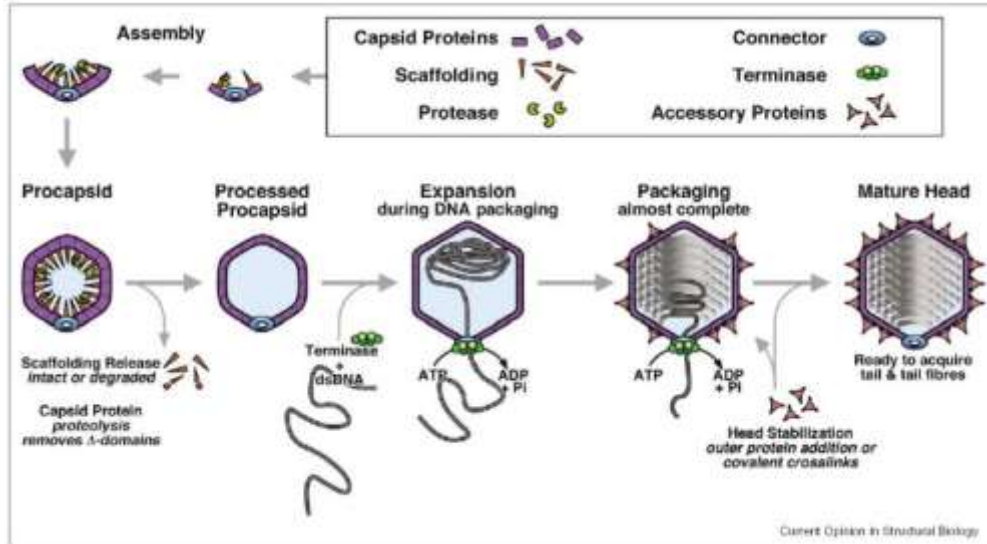 Assembly
Capsid Proteins
Connector
Scaffolding
Terminase
Protease
Accessory Proteins
Procapsid
Processed
Procapsid
Expansion
during DNA packaging
Packaging
almost complete
Mature Head
Scaffolding Release
intact or degraded
Capsid Protein
proteolysis
removes Δ-domains
Terminase
+
dsDNA
ATP
ADP
+ Pi
ATP
ADP
+ Pi
Head Stabilization
outer protein addition or
covalent crosslinks
Ready to acquire
tail & tail fibres
Current Opinion in Structural Biology